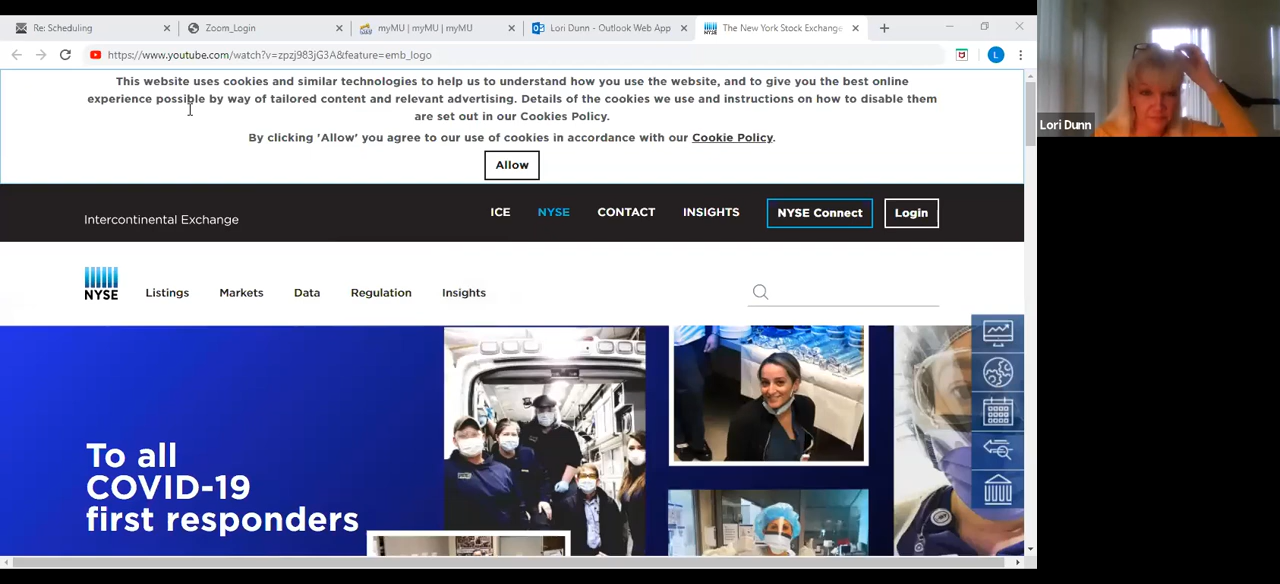 Re: Scheduling
Zoom_Login
myMU | myMU | myMU
Lori Dunn - Outlook Web App
The New York Stock Exchange
https://www.youtube.com/watch?v=zpzj983jG3A&feature=emb_logo
L
This website uses cookies and similar technologies to help us to understand how you use the website, and to give you the best online
experience possible by way of tailored content and relevant advertising. Details of the cookies we use and instructions on how to disable them
are set out in our Cookies Policy.
By clicking 'Allow' you agree to our use of cookies in accordance with our Cookie Policy.
Allow
Lori Dunn
Intercontinental Exchange
ICE
NYSE
CONTACT
INSIGHTS
NYSE Connect
Login
NYSE
Listings
Markets
Data
Regulation
Insights
To all
COVID-19
first responders